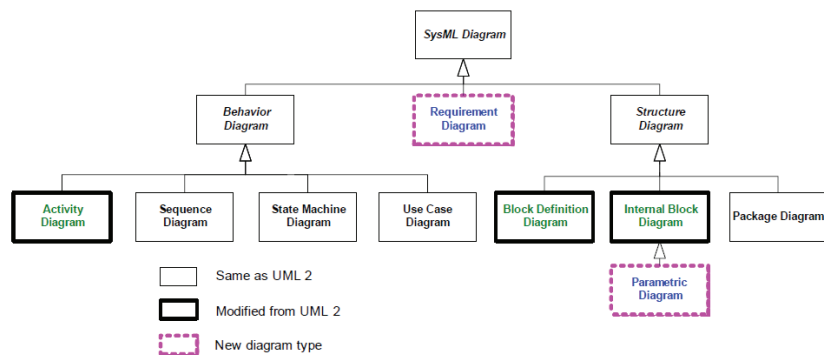 SysML Diagram
Behavior
Diagram
Requirement
Diagram
Structure
Diagram
Activity
Diagram
Sequence
Diagram
State Machine
Diagram
Use Case
Diagram
Block Definition
Diagram
Internal Block
Diagram
Package Diagram
Parametric
Diagram
Same as UML 2
Modified from UML 2
New diagram type